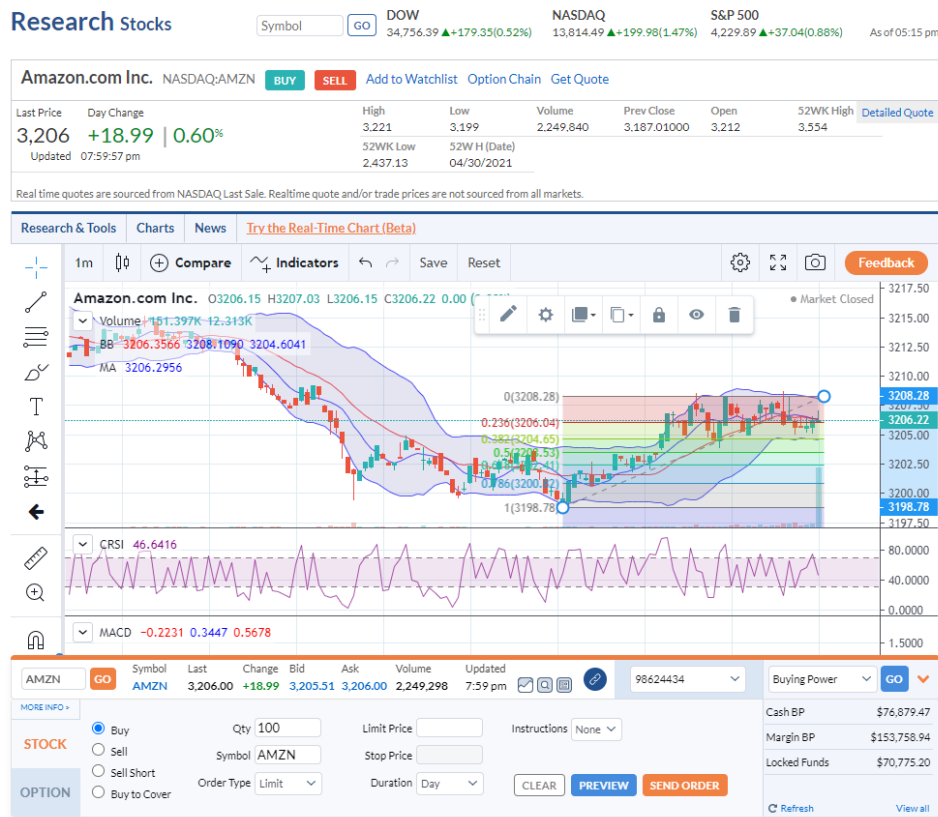 Research Stocks
Symbol GO
DOW
34,756.39 ▲+179.35(0.52%)
NASDAQ
13,814.49 ▲+199.98(1.47%)
S&P 500
4,229.89 ▲+37.04(0.88%)
As of 05:15 pm
Amazon.com Inc. NASDAQ:AMZN BUY SELL Add to Watchlist Option Chain Get Quote
Last Price Day Change
3,206 +18.99 | 0.60%
Updated 07:59:57 pm
High Low Volume Prev Close Open 52WK High Detailed Quote
3,221 3,199 2,249,840 3,187.01000 3,212 3,554
52WK Low 52W H (Date)
2,437.13 04/30/2021
Real time quotes are sourced from NASDAQ Last Sale. Realtime quote and/or trade prices are not sourced from all markets.
Research & Tools Charts News Try the Real-Time Chart (Beta)
1m Compare Indicators Save Reset Feedback
Amazon.com Inc. O3206.15 H3207.03 L3206.15 C3206.22 0.00
Market Closed
Volume 151.397K 12.313K
BB 3206.3566 3208.1090 3204.6041
MA 3206.2956
0(3208.28)
0.236(3206.04)
0.382(3204.65)
1(3198.78)
3217.50
3215.00
3212.50
3210.00
3208.28
3206.22
3205.00
3202.50
3200.00
3198.78
3197.50
CRSI 46.6416
80.0000
40.0000
0.0000
MACD -0.2231 0.3447 0.5678
1.5000
AMZN GO
Symbol Last Change Bid Ask Volume Updated
AMZN 3,206.00 +18.99 3,205.51 3,206.00 2,249,298 7:59 pm
98624434
Buying Power GO
MORE INFO >
STOCK
OPTION
Buy
Sell
Sell Short
Buy to Cover
Qty 100
Symbol AMZN
Order Type Limit
Limit Price
Stop Price
Duration Day
Instructions None
CLEAR PREVIEW SEND ORDER
Cash BP $76,879.47
Margin BP $153,758.94
Locked Funds $70,775.20
Refresh View all